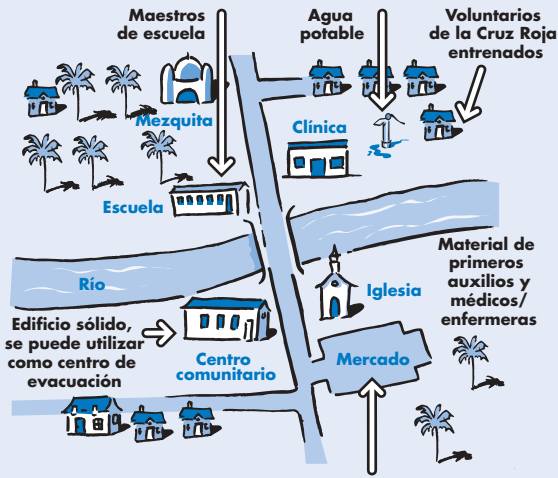 Maestros
de escuela
Agua
potable
Voluntarios
de la Cruz Roja
entrenados
Mezquita
Clínica
Escuela
Río
Iglesia
Material de
primeros
auxilios y
médicos/
enfermeras
Edificio sólido,
se puede utilizar
como centro de
evacuación
Centro
comunitario
Mercado